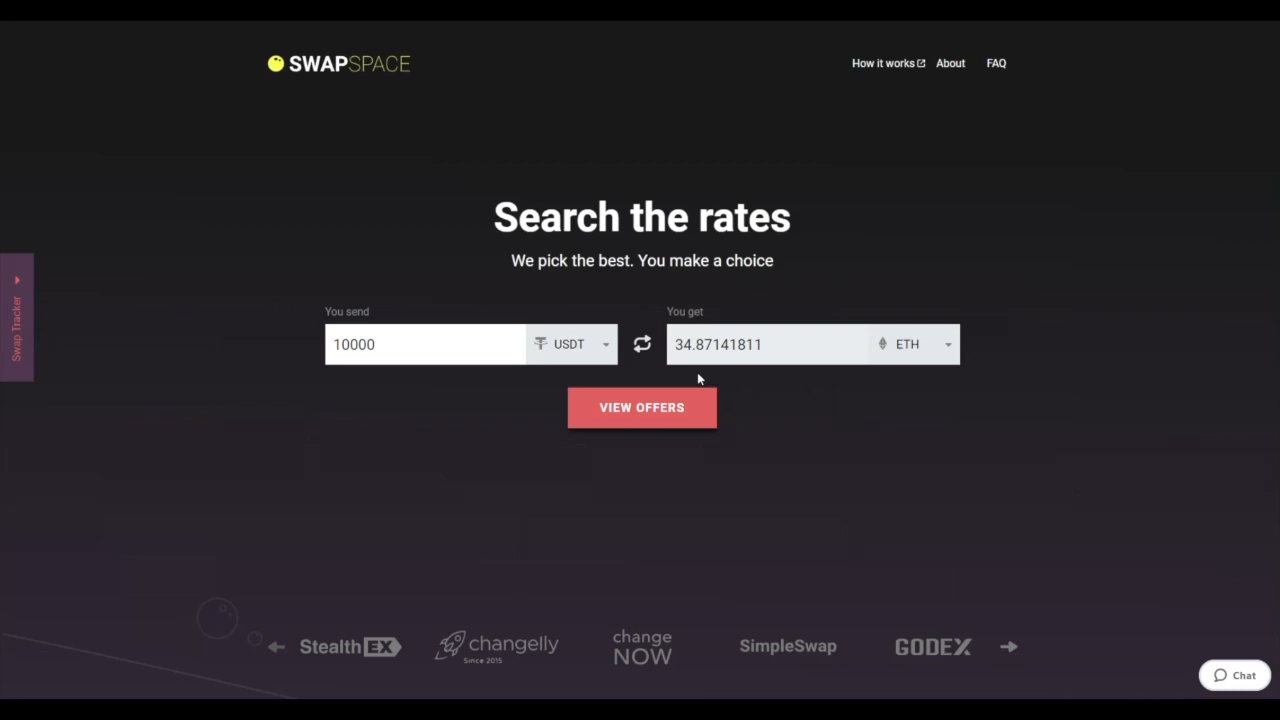 SWAPSPACE
How it works
About
FAQ
Search the rates
We pick the best. You make a choice
You send
You get
10000
USDT
34.87141811
ETH
VIEW OFFERS
Swap Tracker
StealthEX
changelly
Since 2015
change
NOW
SimpleSwap
GODEX
Chat